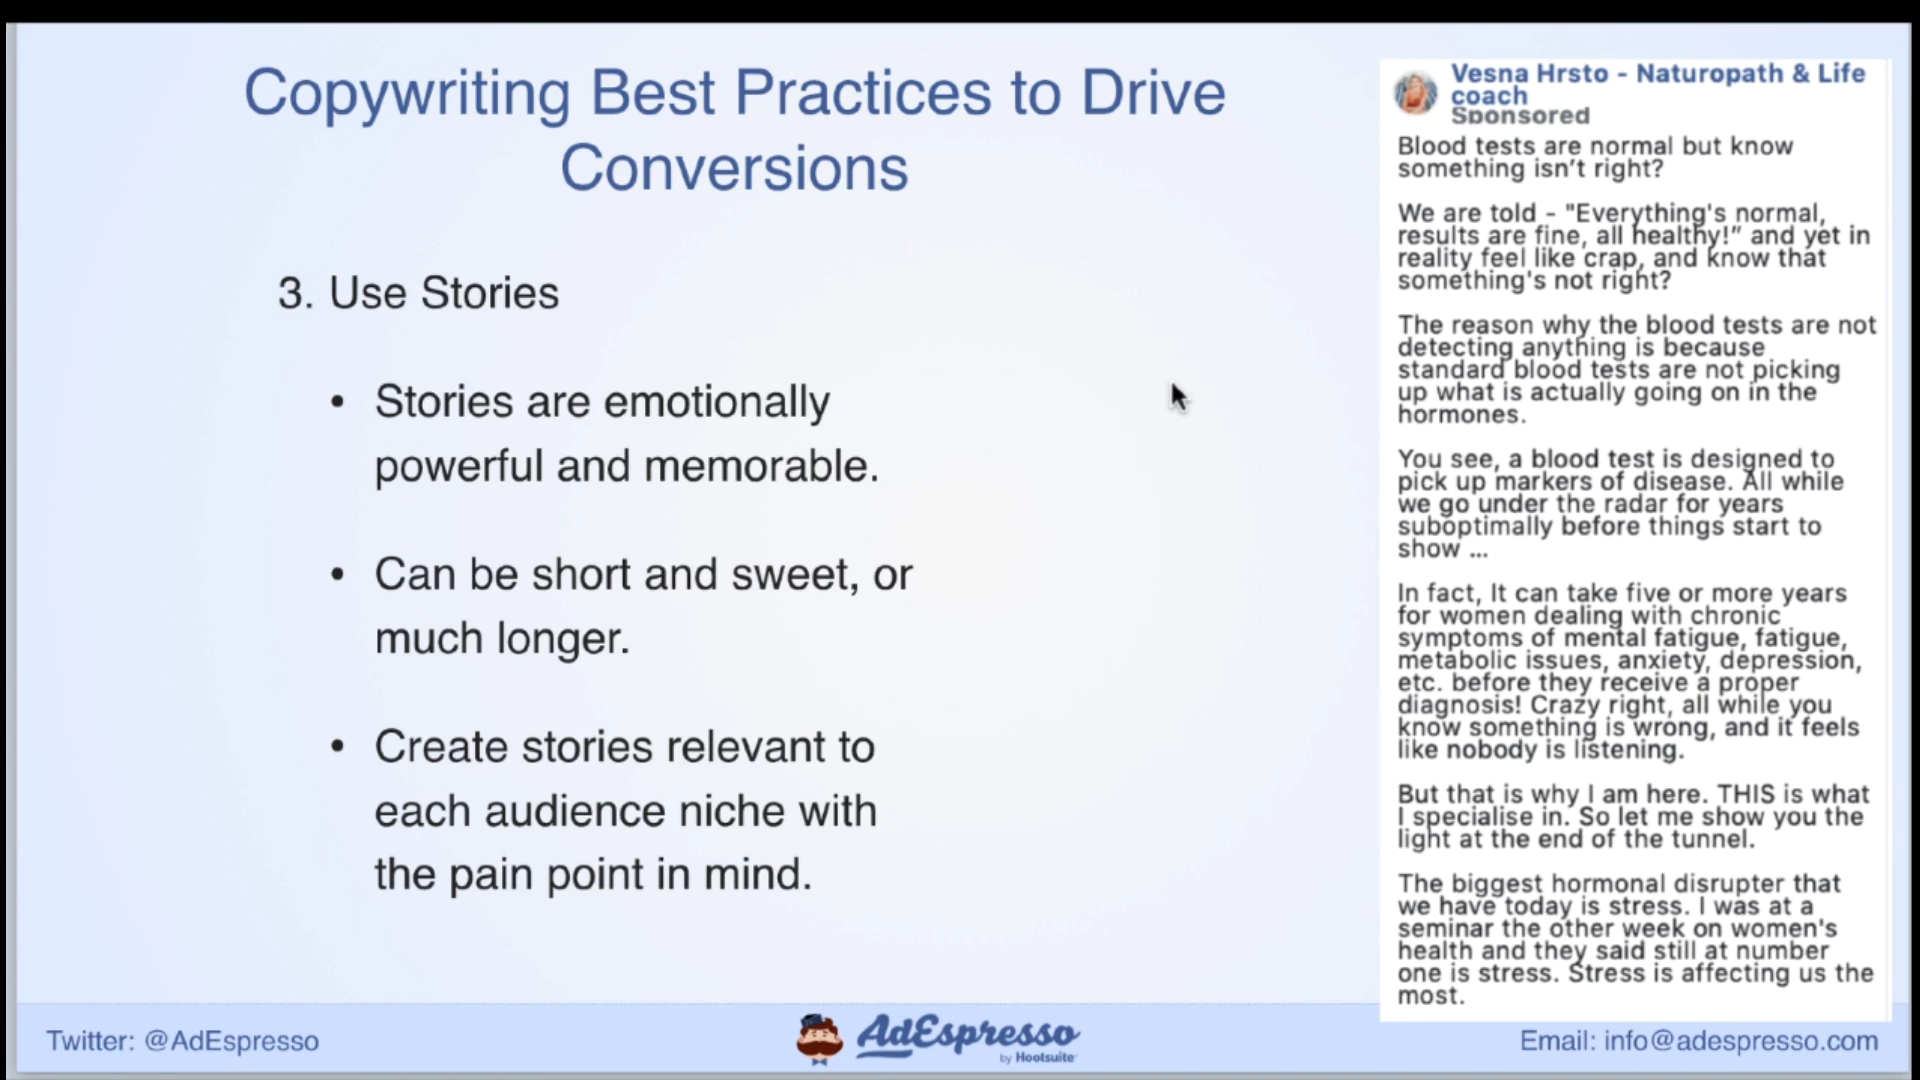 Copywriting Best Practices to Drive
Conversions
3. Use Stories
• Stories are emotionally
powerful and memorable.
• Can be short and sweet, or
much longer.
• Create stories relevant to
each audience niche with
the pain point in mind.
Vesna Hrsto - Naturopath & Life
coach
Sponsored
Blood tests are normal but know
something isn't right?
We are told - "Everything's normal,
results are fine, all healthy!” and yet in
reality feel like crap, and know that
something's not right?
The reason why the blood tests are not
detecting anything is because
standard blood tests are not picking
up what is actually going on in the
hormones.
You see, a blood test is designed to
pick up markers of disease. All while
we go under the radar for years
suboptimally before things start to
show ...
In fact, It can take five or more years
for women dealing with chronic
symptoms of mental fatigue, fatigue,
metabolic issues, anxiety, depression,
etc. before they receive a proper
diagnosis! Crazy right, all while you
know something is wrong, and it feels
like nobody is listening.
But that is why I am here. THIS is what
I specialise in. So let me show you the
light at the end of the tunnel.
The biggest hormonal disrupter that
we have today is stress. I was at a
seminar the other week on women's
health and they said still at number
one is stress. Stress is affecting us the
most.
Twitter: @AdEspresso
AdEspresso
by Hootsuite
Email: info@adespresso.com